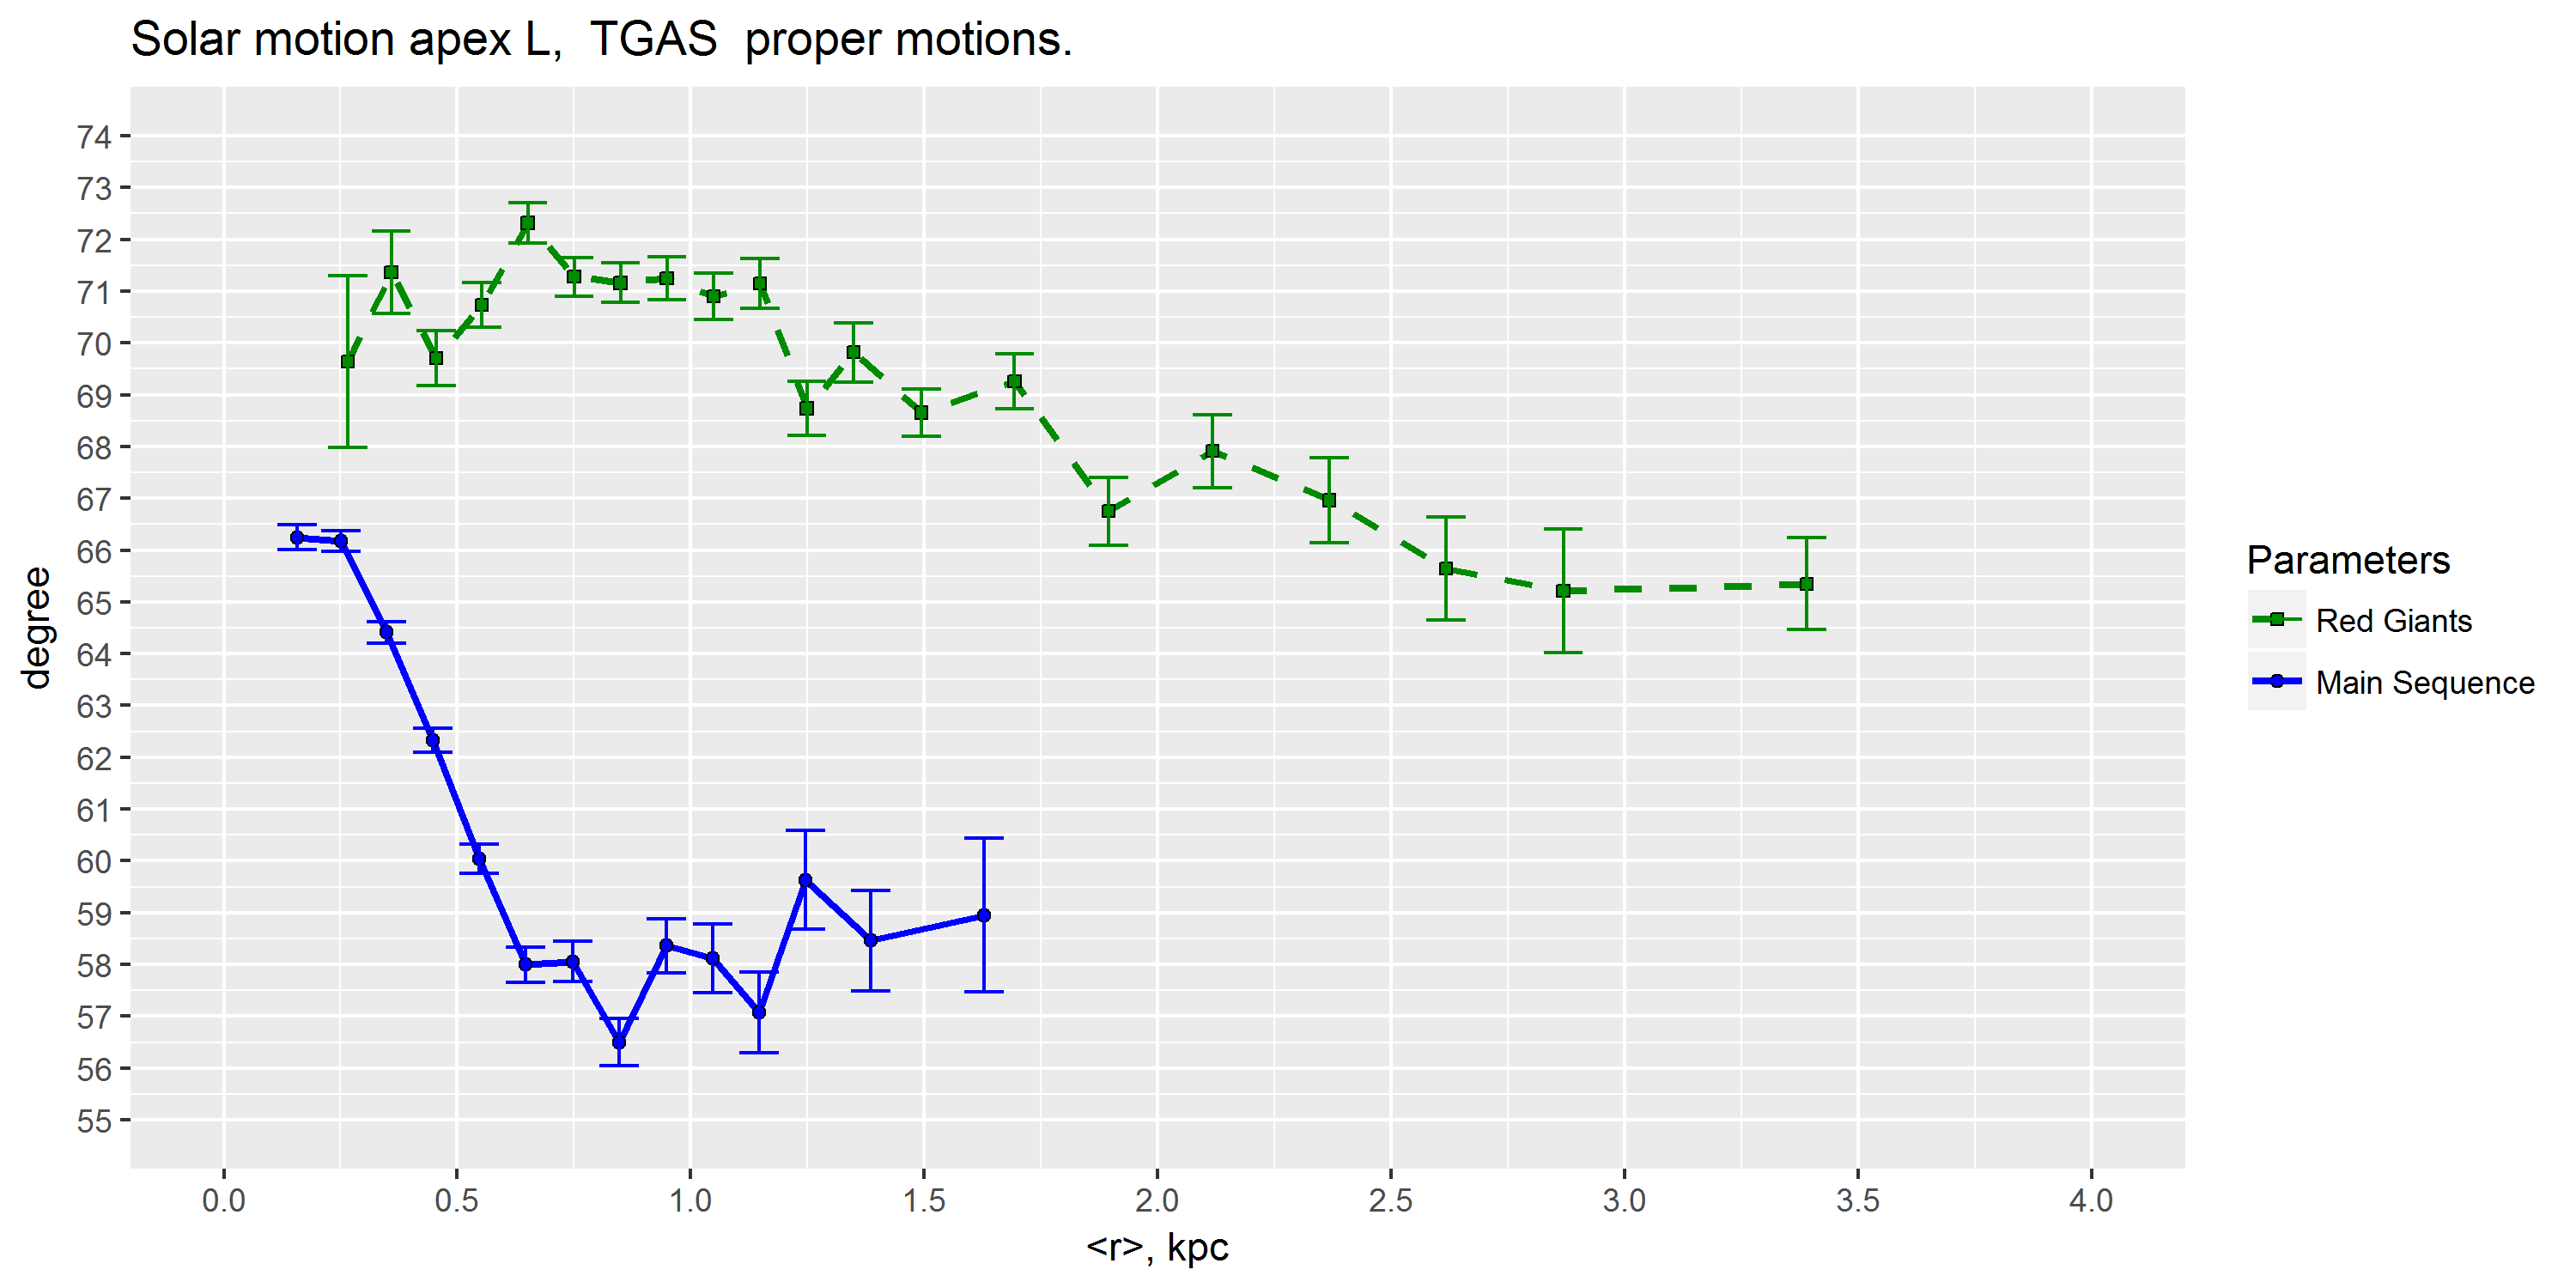 Solar motion apex L,  TGAS  proper motions.
74
73
72
71
70
69
68
67
66
65
64
63
62
61
60
59
58
57
56
55
degree
0.0 0.5 1.0 1.5 2.0 2.5 3.0 3.5 4.0
<r>, kpc
Parameters
Red Giants
Main Sequence